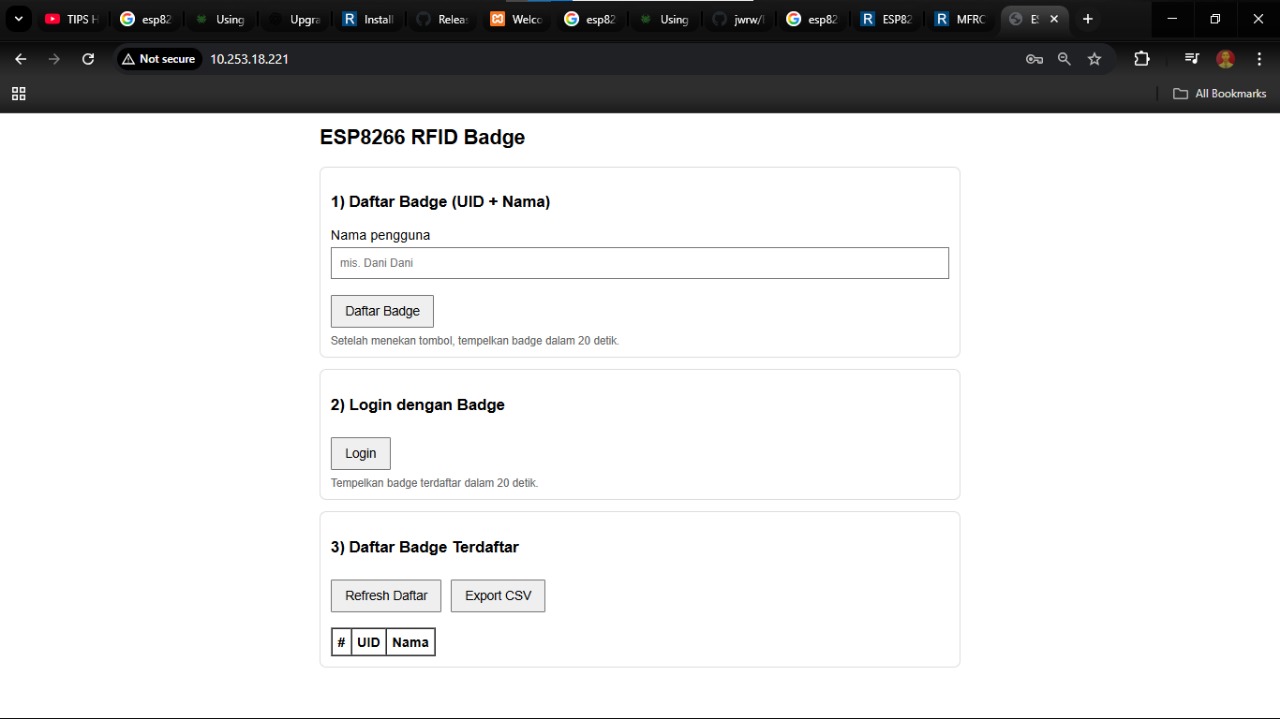 TIPS H
esp82
Using
Upgra
Install
Relea
Welco
esp82
Using
jwrw/
esp82
ESP82
MFRC
Not secure
10.253.18.221
All Bookmarks
ESP8266 RFID Badge
1) Daftar Badge (UID + Nama)
Nama pengguna
mis. Dani Dani
Daftar Badge
Setelah menekan tombol, tempelkan badge dalam 20 detik.
2) Login dengan Badge
Login
Tempelkan badge terdaftar dalam 20 detik.
3) Daftar Badge Terdaftar
Refresh Daftar Export CSV
# UID Nama